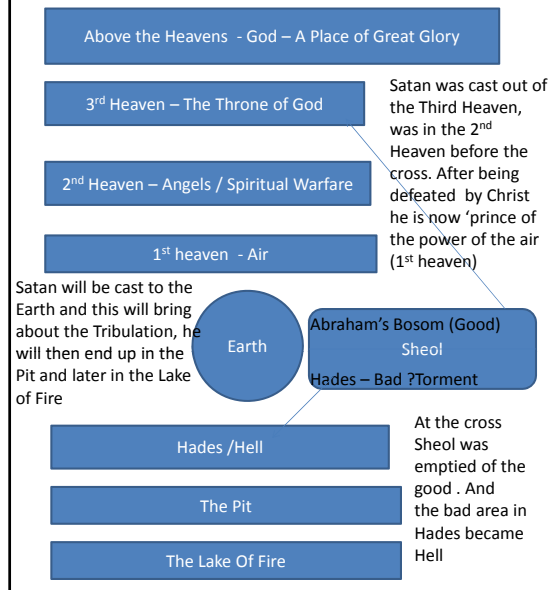 Above the Heavens - God – A Place of Great Glory
3rd Heaven – The Throne of God
Satan was cast out of
the Third Heaven,
was in the 2nd
Heaven before the
cross. After being
defeated by Christ
he is now ‘prince of
the power of the air
(1st heaven)
2nd Heaven – Angels / Spiritual Warfare
1st heaven - Air
Satan will be cast to the
Earth and this will bring
about the Tribulation, he
will then end up in the
Pit and later in the Lake
of Fire
Earth
Abraham’s Bosom (Good)
Sheol
Hades – Bad ?Torment
Hades /Hell
At the cross
Sheol was
emptied of the
good . And
the bad area in
Hades became
Hell
The Pit
The Lake Of Fire